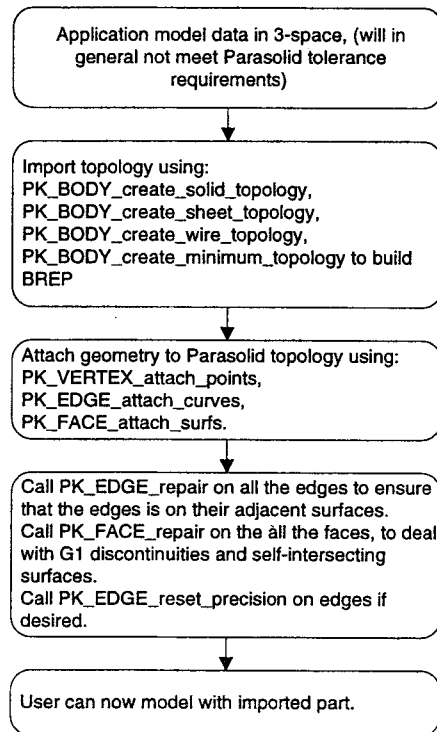 Application model data in 3-space, (will in
general not meet Parasolid tolerance
requirements)
Import topology using:
PK_BODY_create_solid_topology,
PK_BODY_create_sheet_topology,
PK_BODY_create_wire_topology,
PK_BODY_create_minimum_topology to build
BREP
Attach geometry to Parasolid topology using:
PK_VERTEX_attach_points,
PK_EDGE_attach_curves,
PK_FACE_attach_surfs.
Call PK_EDGE_repair on all the edges to ensure
that the edges is on their adjacent surfaces.
Call PK_FACE_repair on the àll the faces, to deal
with G1 discontinuities and self-intersecting
surfaces.
Call PK_EDGE_reset_precision on edges if
desired.
User can now model with imported part.